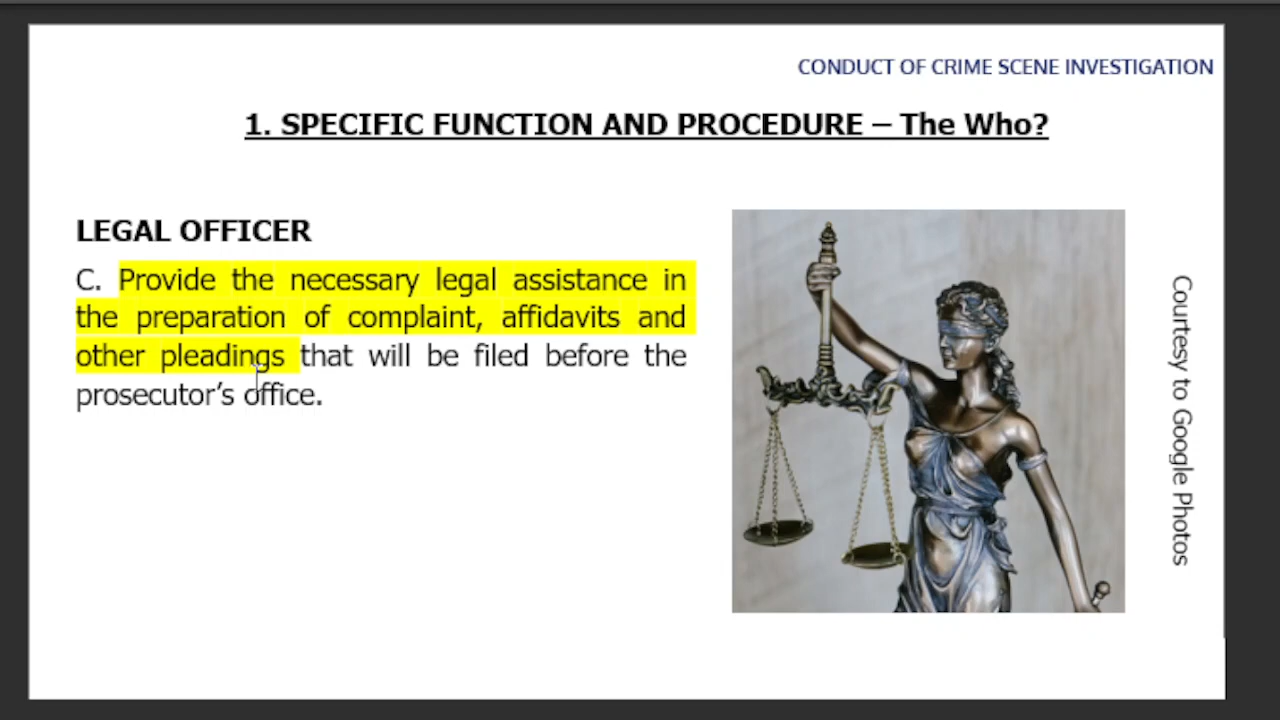 CONDUCT OF CRIME SCENE INVESTIGATION
1. SPECIFIC FUNCTION AND PROCEDURE – The Who?
LEGAL OFFICER
C. Provide the necessary legal assistance in
the preparation of complaint, affidavits and
other pleadings that will be filed before the
prosecutor’s office.
Courtesy to Google Photos